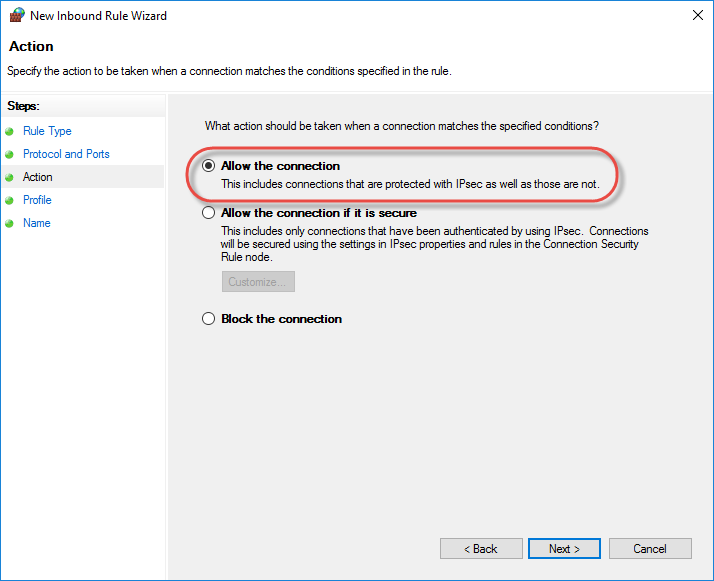 New Inbound Rule Wizard
Action
Specify the action to be taken when a connection matches the conditions specified in the rule.
Steps:
Rule Type
Protocol and Ports
Action
Profile
Name
What action should be taken when a connection matches the specified conditions?
Allow the connection
This includes connections that are protected with IPsec as well as those are not.
Allow the connection if it is secure
This includes only connections that have been authenticated by using IPsec.  Connections
will be secured using the settings in IPsec properties and rules in the Connection Security
Rule node.
Customize...
Block the connection
< Back
Next >
Cancel